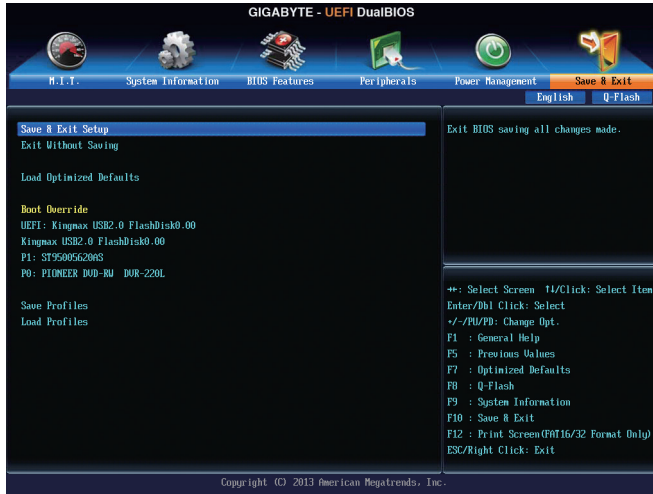 GIGABYTE - UEFI DualBIOS
M.I.T.
System Information
BIOS Features
Peripherals
Power Management
Save & Exit
English
Q-Flash
Save & Exit Setup
Exit Without Saving
Load Optimized Defaults
Boot Override
UEFI: Kingmax USB2.0 FlashDisk0.00
Kingmax USB2.0 FlashDisk0.00
P1: ST95005620AS
P0: PIONEER DVD-RW DVR-220L
Save Profiles
Load Profiles
Exit BIOS saving all changes made.
→←: Select Screen ↑↓/Click: Select Item
Enter/Dbl Click: Select
+/-/PU/PD: Change Opt.
F1 : General Help
F5 : Previous Values
F7 : Optimized Defaults
F8 : Q-Flash
F9 : System Information
F10 : Save & Exit
F12 : Print Screen(FAT16/32 Format Only)
ESC/Right Click: Exit
Copyright (C) 2013 American Megatrends, Inc.